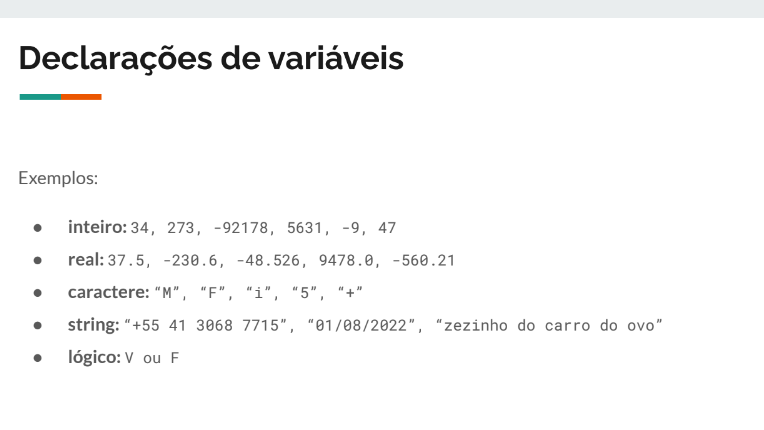 Declarações de variáveis
Exemplos:
● inteiro: 34, 273, -92178, 5631, -9, 47
● real: 37.5, -230.6, -48.526, 9478.0, -560.21
● caractere: “M”, “F”, “i”, “5”, “+”
● string: “+55 41 3068 7715”, “01/08/2022”, “zezinho do carro do ovo”
● lógico: V ou F